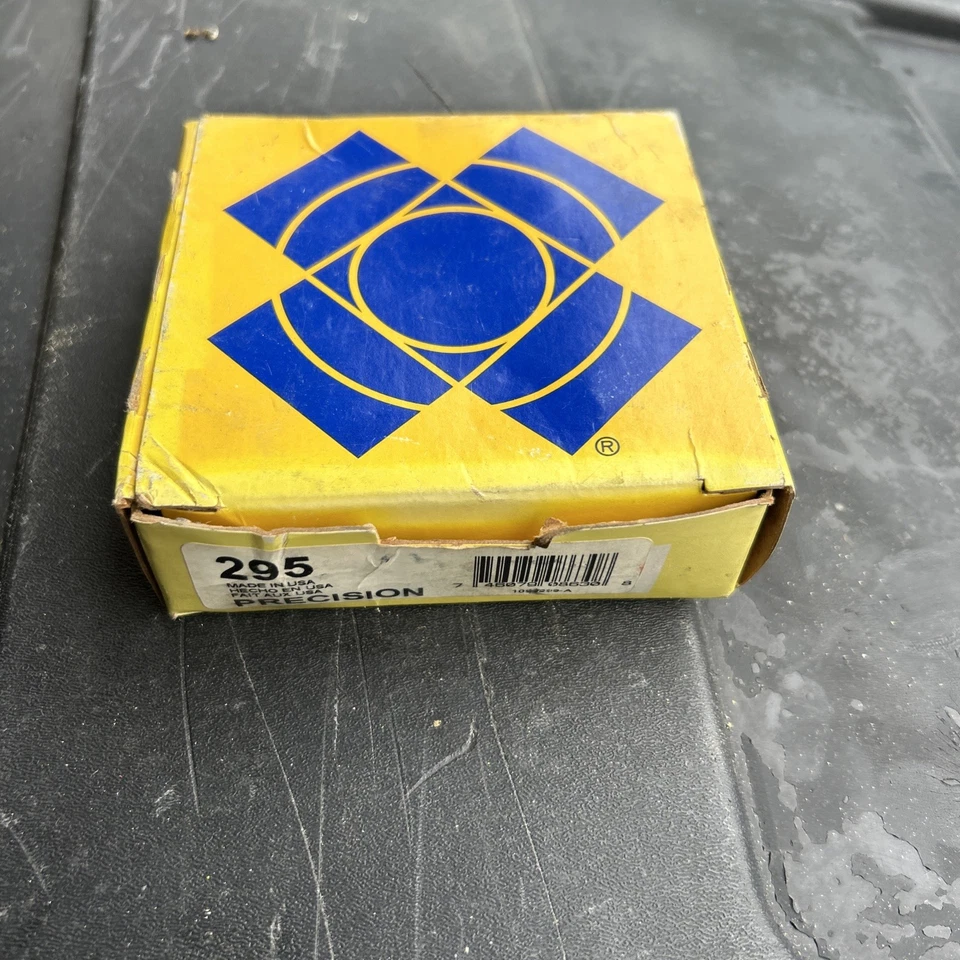 ®
295
MADE IN USA
HECHO EN USA
FAIT AUX USA
PRECISION